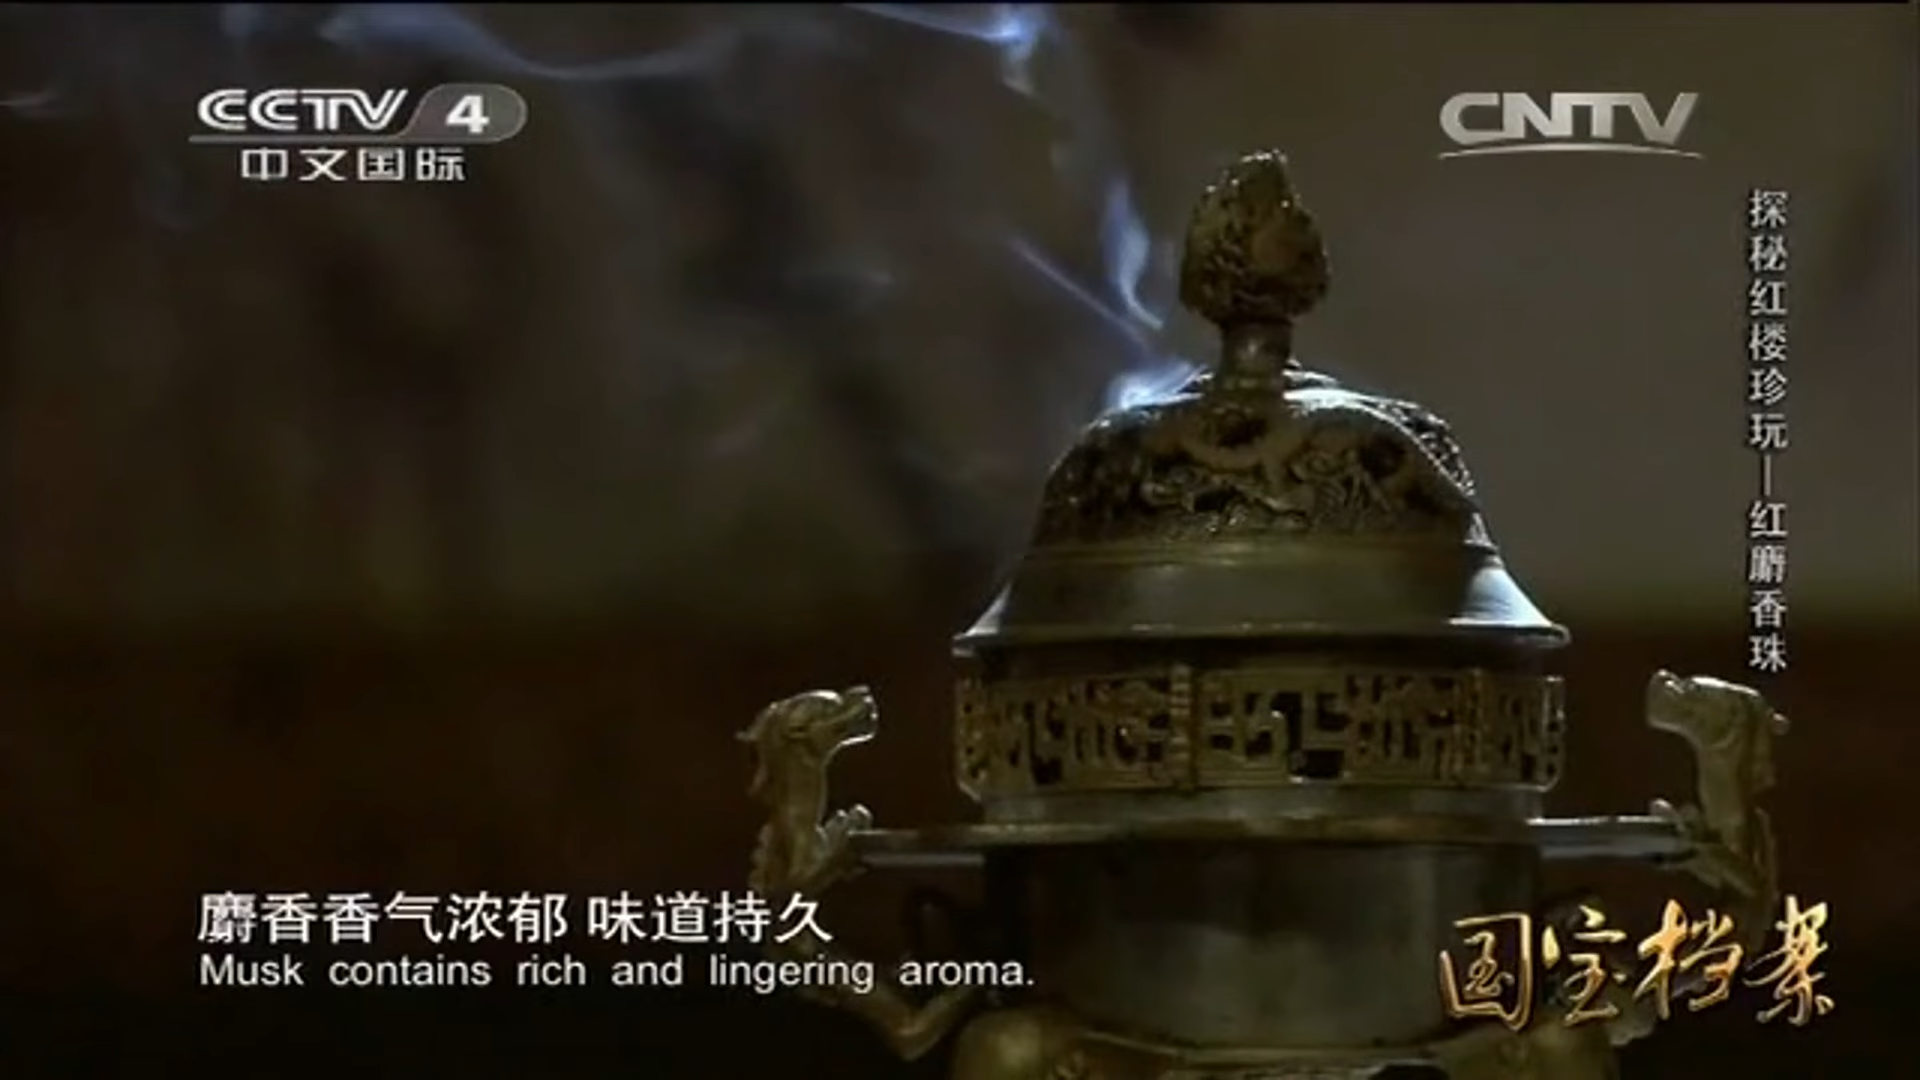 CCTV 4
中文国际
CNTV
探秘红楼珍玩—红麝香珠
麝香香气浓郁 味道持久
Musk contains rich and lingering aroma.
国宝档案